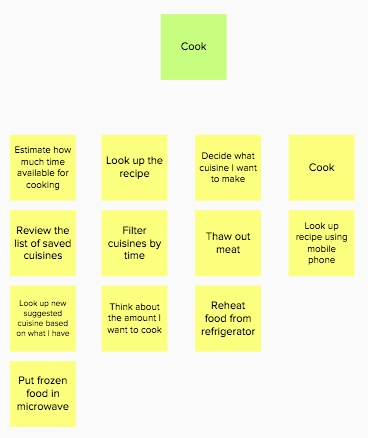 Cook
Estimate how
much time
available for
cooking
Look up the
recipe
Decide what
cuisine I want
to make
Cook
Review the
list of saved
cuisines
Filter
cuisines by
time
Thaw out
meat
Look up
recipe using
mobile
phone
Look up new
suggested
cuisine based
on what I have
Think about
the amount I
want to cook
Reheat
food from
refrigerator
Put frozen
food in
microwave